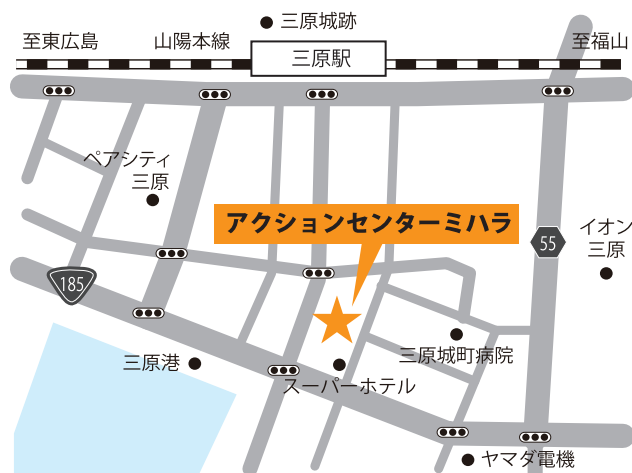 三原城跡
至東広島
山陽本線
三原駅
至福山
ペアシティ
三原
アクションセンターミハラ
イオン
三原
55
185
三原港
三原城町病院
スーパーホテル
ヤマダ電機